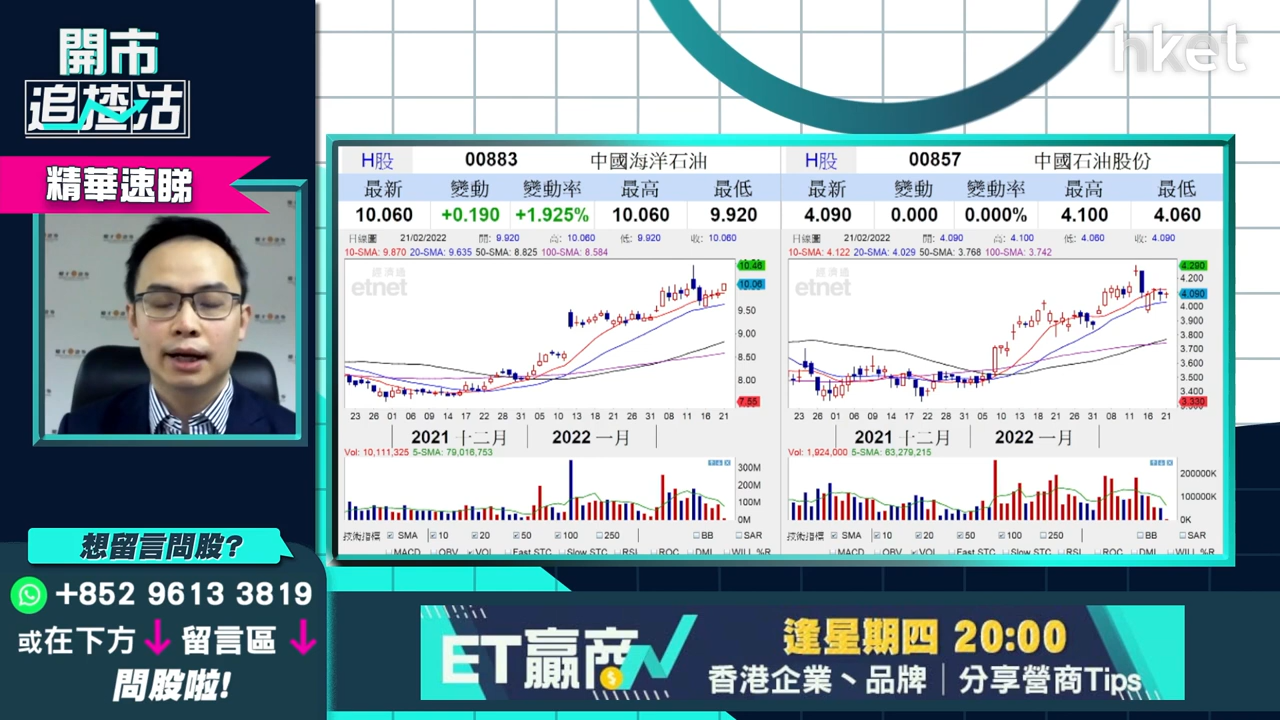 開市
追揸沽
精華速睇
想留言問股?
+852 9613 3819
或在下方↓留言區↓
問股啦!
hket
H股 00883 中國海洋石油
最新 變動 變動率 最高 最低
10.060 +0.190 +1.925% 10.060 9.920
日線圖 21/02/2022 開: 9.920 高: 10.060 低: 9.920 收: 10.060
10-SMA: 9.870 20-SMA: 9.635 50-SMA: 8.825 100-SMA: 8.584
經濟通
etnet
10.46
10.06
9.50
9.00
8.50
8.00
7.55
23 26 01 06 09 14 17 22 28 31 05 10 13 18 21 26 31 08 11 16 21
2021 十二月 2022 一月
Vol: 10,111,325 5-SMA: 79,016,753
300M
200M
100M
0M
技術指標 SMA 10 20 50 100 250 BB SAR
MACD OBV VOL Fast STC Slow STC RSI ROC DMI WILL %R
H股 00857 中國石油股份
最新 變動 變動率 最高 最低
4.090 0.000 0.000% 4.100 4.060
日線圖 21/02/2022 開: 4.090 高: 4.100 低: 4.060 收: 4.090
10-SMA: 4.122 20-SMA: 4.029 50-SMA: 3.768 100-SMA: 3.742
經濟通
etnet
4.290
4.200
4.090
4.000
3.900
3.800
3.700
3.600
3.500
3.400
3.330
23 26 01 06 09 14 17 22 28 31 05 10 13 18 21 26 31 08 11 16 21
2021 十二月 2022 一月
Vol: 1,924,000 5-SMA: 63,279,215
200000K
100000K
0K
技術指標 SMA 10 20 50 100 250 BB SAR
MACD OBV VOL Fast STC Slow STC RSI ROC DMI WILL %R
ET贏商
逢星期四 20:00
香港企業、品牌｜分享營商Tips